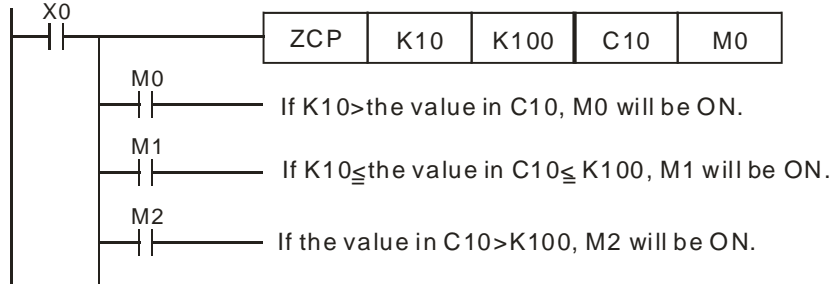 X0
ZCP K10 K100 C10 M0
M0
If K10>the value in C10, M0 will be ON.
M1
If K10≦the value in C10≦ K100, M1 will be ON.
M2
If the value in C10>K100, M2 will be ON.